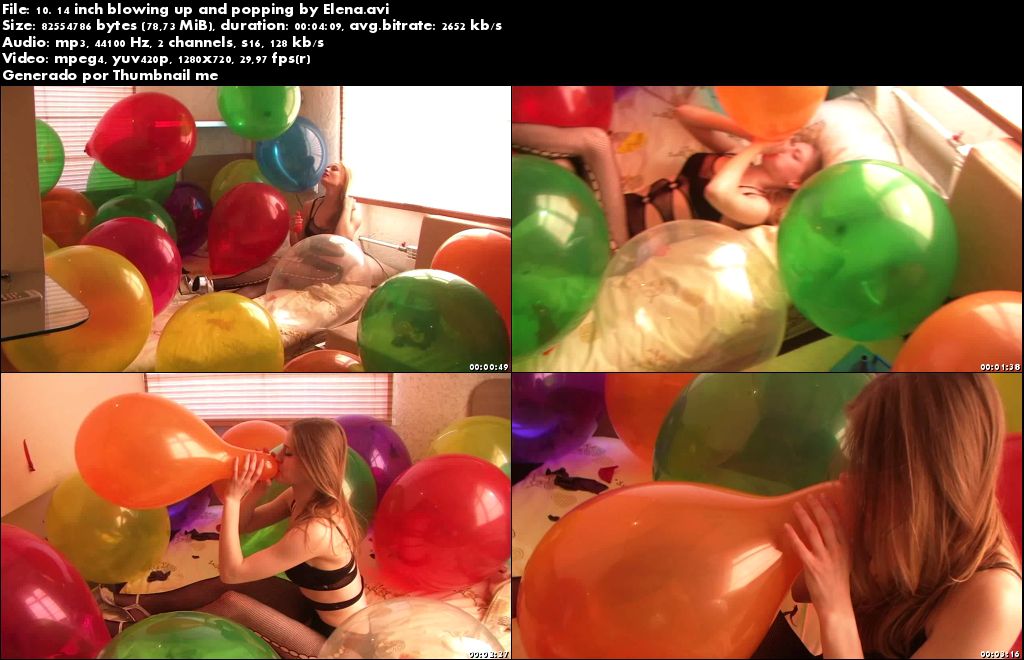 File: 10. 14 inch blowing up and popping by Elena.avi
Size: 82554786 bytes (78,73 MiB), duration: 00:04:09, avg.bitrate: 2652 kb/s
Audio: mp3, 44100 Hz, 2 channels, s16, 128 kb/s
Video: mpeg4, yuv420p, 1280x720, 29,97 fps(r)
Generado por Thumbnail me
00:00:49
00:01:38
00:02:27
00:03:16